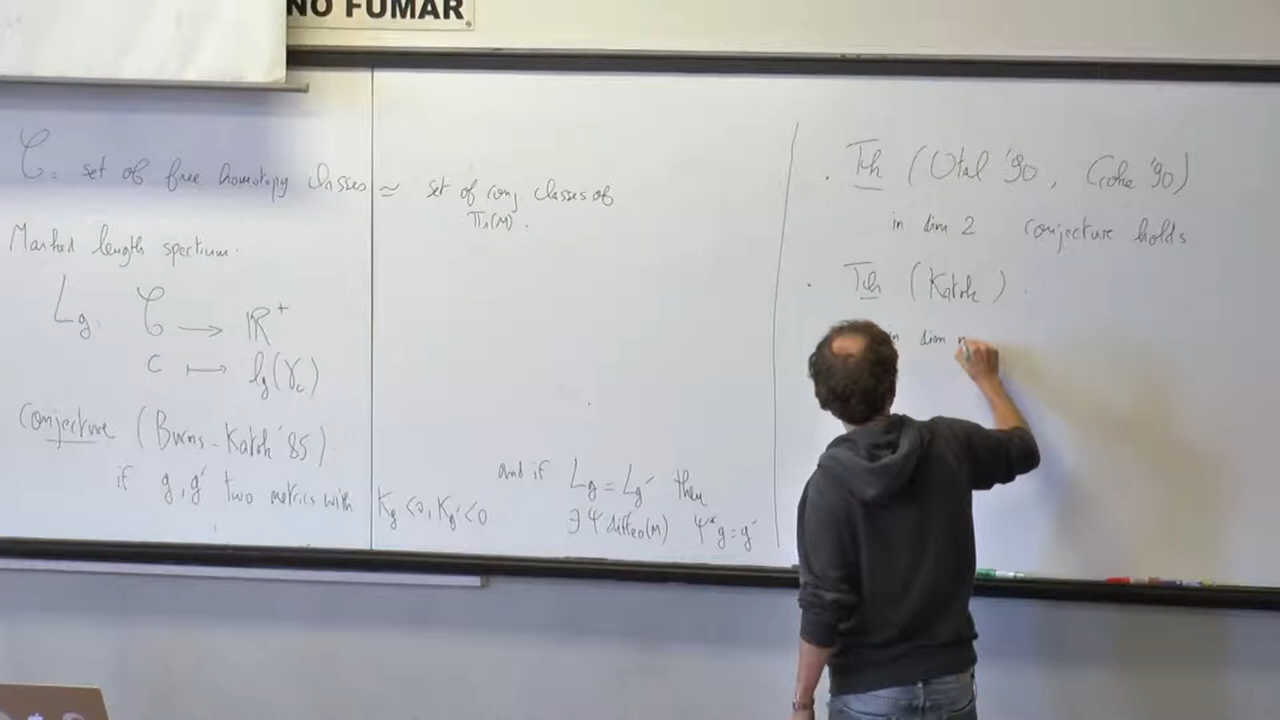 NO FUMAR
C. set of free homotopy classes ≃ set of conj classes of
π₁(M).
Marked length spectrum:
L_g. C → ℝ⁺
c ↦ l_g(γ_c)
Conjecture (Burns-Katok '85)
if g, g' two metrics with K_g <0, K_g' <0
and if L_g = L_g' then
∃ Ψ diffeo(M) Ψ*g = g'
. Th (Otal '90, Croke '90)
in dim 2 conjecture holds
. Th (Katok).
in dim n